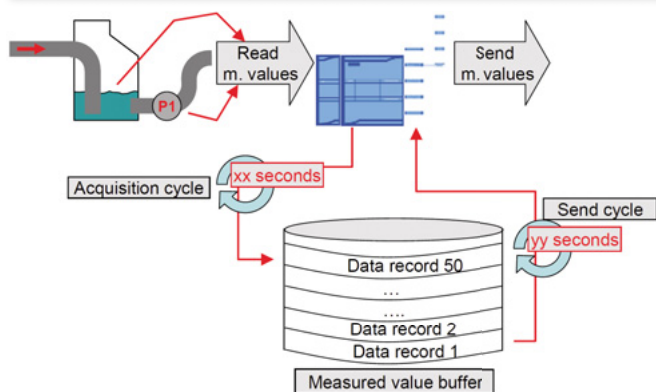 Read
m. values
Send
m. values
P1
xx seconds
Acquisition cycle
Send cycle
yy seconds
Data record 50
...
....
Data record 2
Data record 1
Measured value buffer